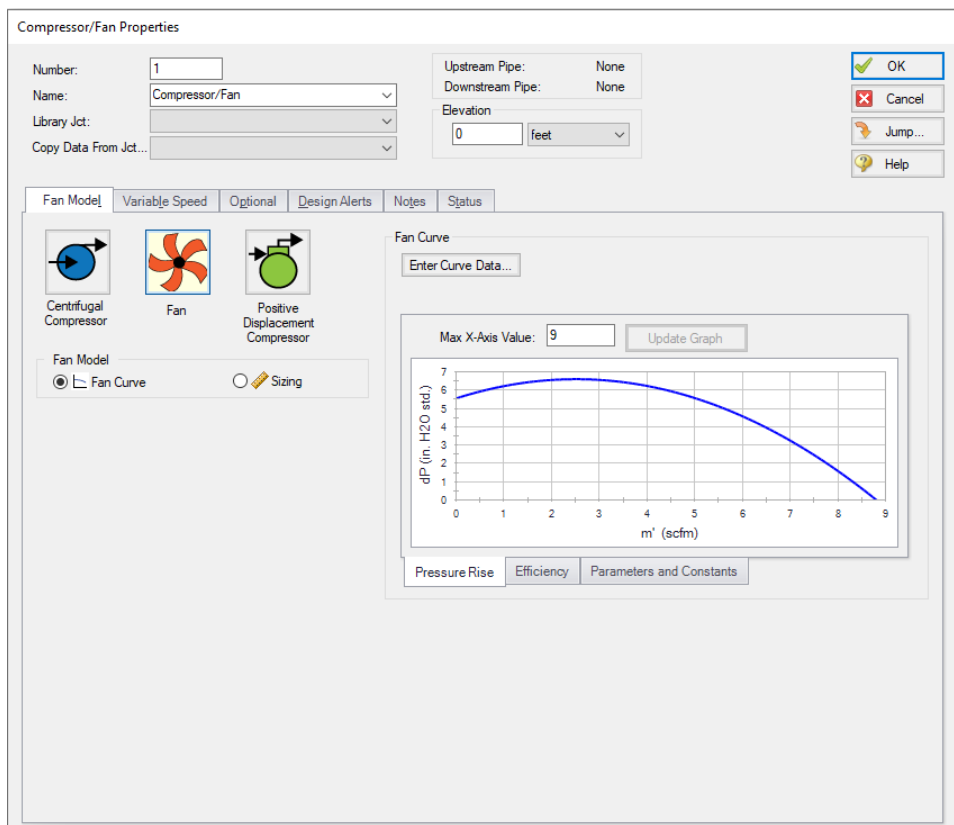 Compressor/Fan Properties
Number: 1
Name: Compressor/Fan
Library Jct:
Copy Data From Jct...
Upstream Pipe: None
Downstream Pipe: None
Elevation
0 feet
OK
Cancel
Jump...
Help
Fan Model Variable Speed Optional Design Alerts Notes Status
Centrifugal
Compressor
Fan
Positive
Displacement
Compressor
Fan Model
Fan Curve Sizing
Fan Curve
Enter Curve Data...
Max X-Axis Value: 9 Update Graph
dP (in. H2O std.)
7
6
5
4
3
2
1
0
0 1 2 3 4 5 6 7 8 9
m' (scfm)
Pressure Rise Efficiency Parameters and Constants